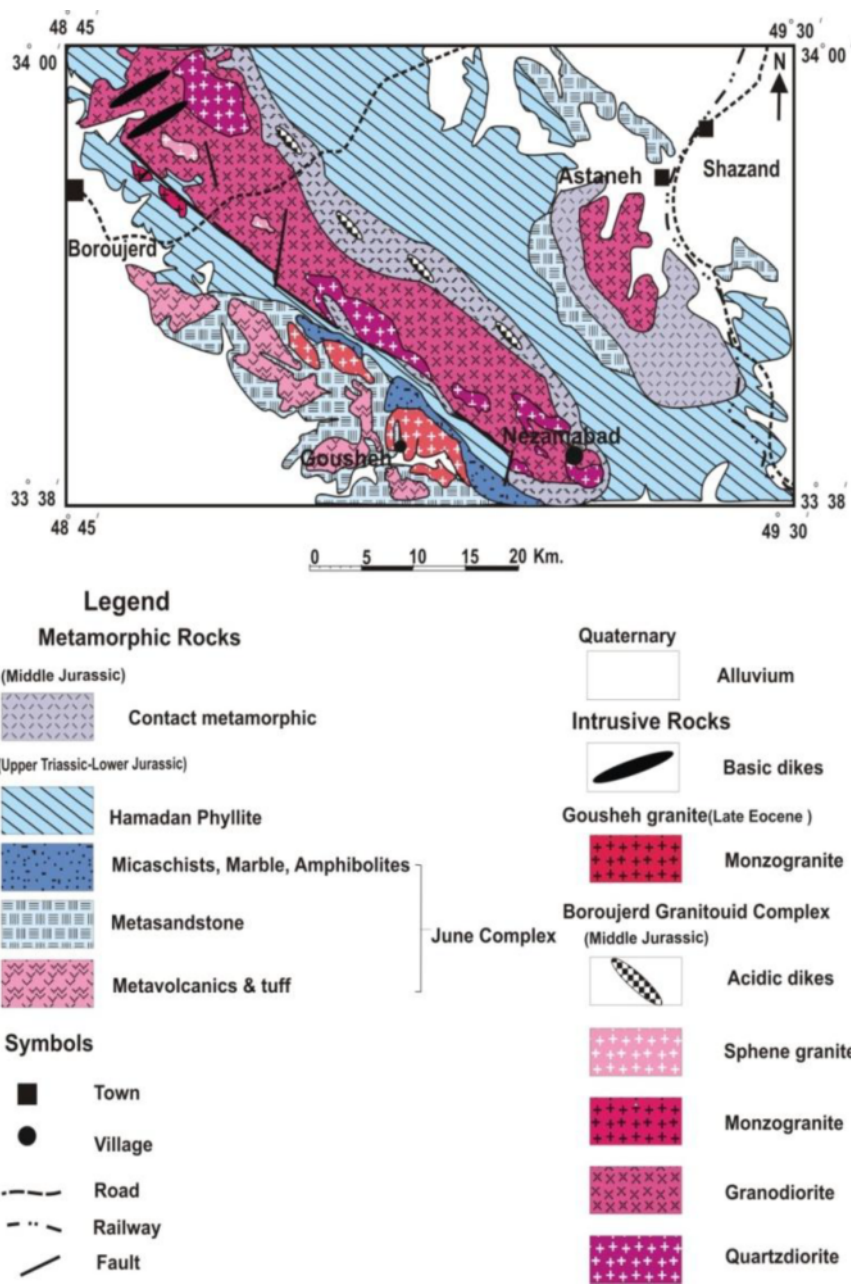 48 45
49 30
34 00
34 00
N
Astaneh
Shazand
Boroujerd
Nezamabad
Gousheh
33 38
33 38
48 45
49 30
0 5 10 15 20 Km.
Legend
Metamorphic Rocks
(Middle Jurassic)
Contact metamorphic
(Upper Triassic-Lower Jurassic)
Hamadan Phyllite
Micaschists, Marble, Amphibolites
Metasandstone
June Complex
Metavolcanics & tuff
Symbols
Town
Village
Road
Railway
Fault
Quaternary
Alluvium
Intrusive Rocks
Basic dikes
Gousheh granite(Late Eocene )
Monzogranite
Boroujerd Granitouid Complex
(Middle Jurassic)
Acidic dikes
Sphene granite
Monzogranite
Granodiorite
Quartzdiorite